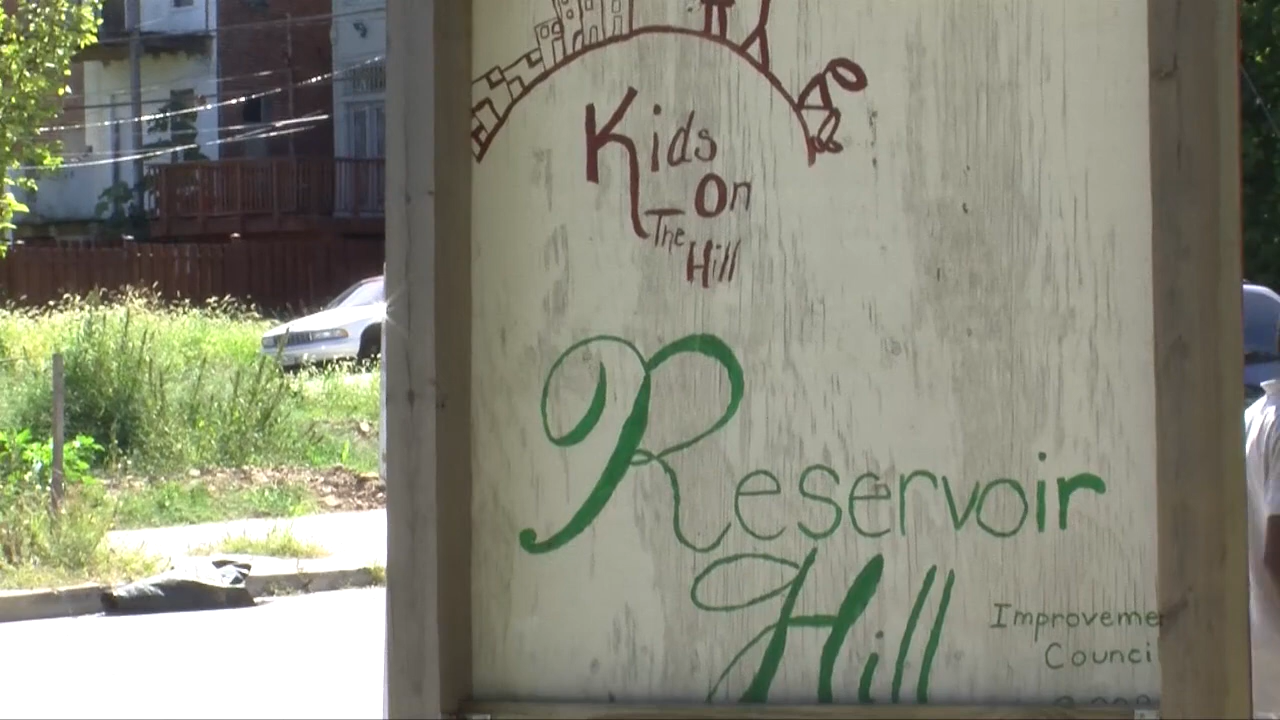 Kids
On
The
Hill
Reservoir
Hill
Improveme
Counci